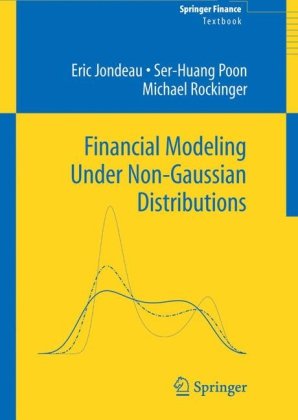 Springer Finance
Textbook
Eric Jondeau • Ser-Huang Poon
Michael Rockinger
Financial Modeling
Under Non-Gaussian
Distributions
Springer